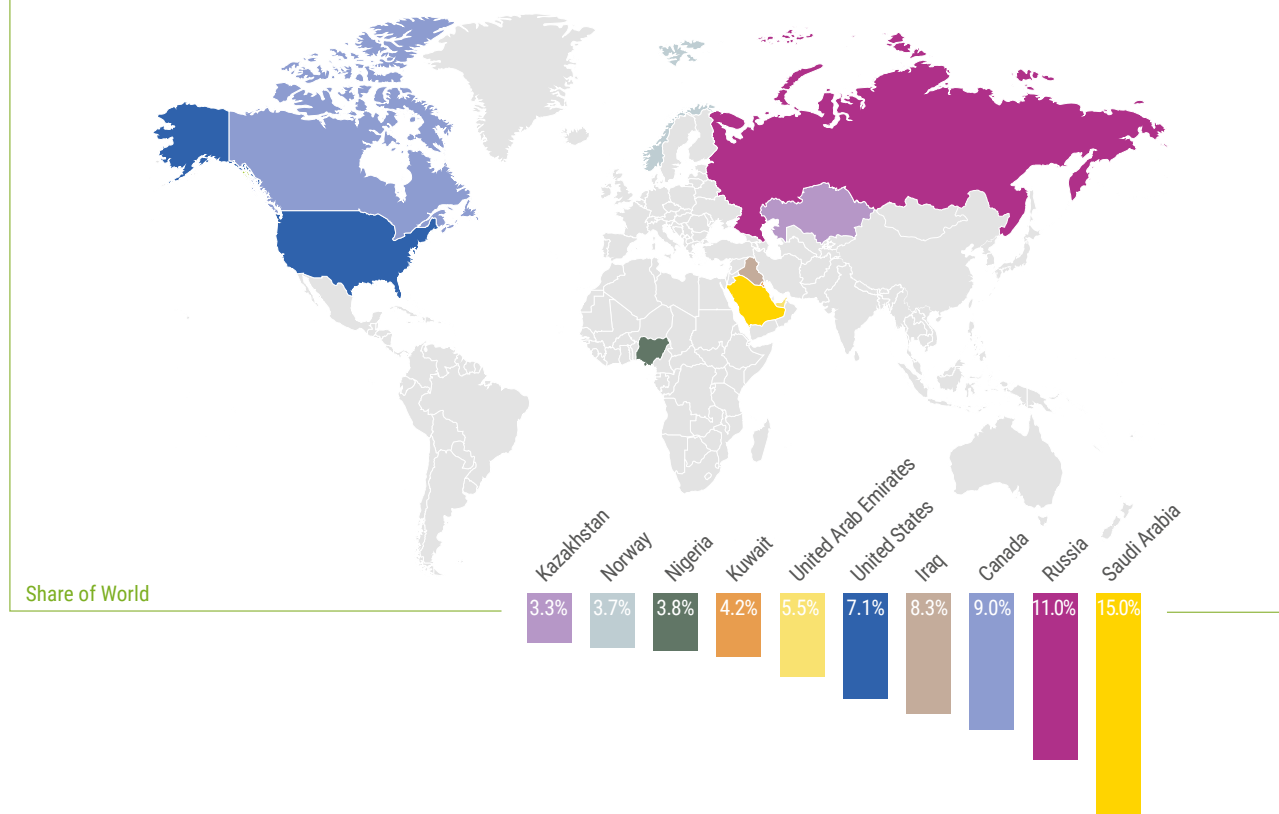 Share of World
Kazakhstan
Norway
Nigeria
Kuwait
United Arab Emirates
United States
Iraq
Canada
Russia
Saudi Arabia
3.3%
3.7%
3.8%
4.2%
5.5%
7.1%
8.3%
9.0%
11.0%
15.0%